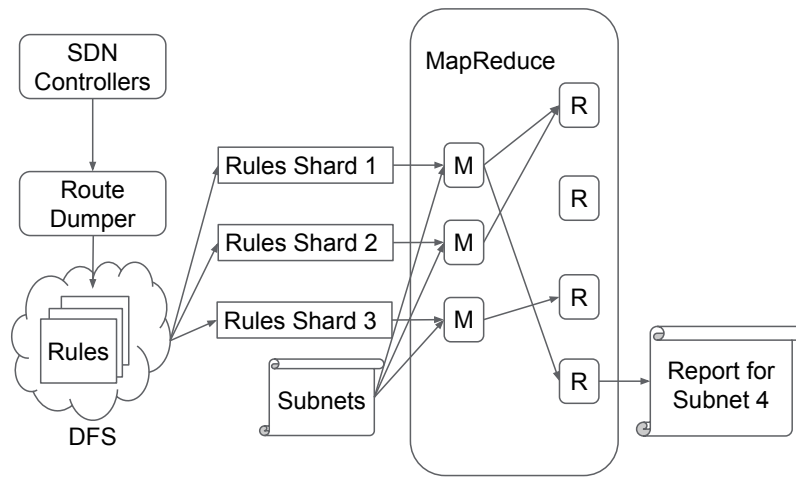 SDN
Controllers
Route
Dumper
Rules
DFS
Rules Shard 1
Rules Shard 2
Rules Shard 3
Subnets
MapReduce
M
M
M
R
R
R
R
Report for
Subnet 4